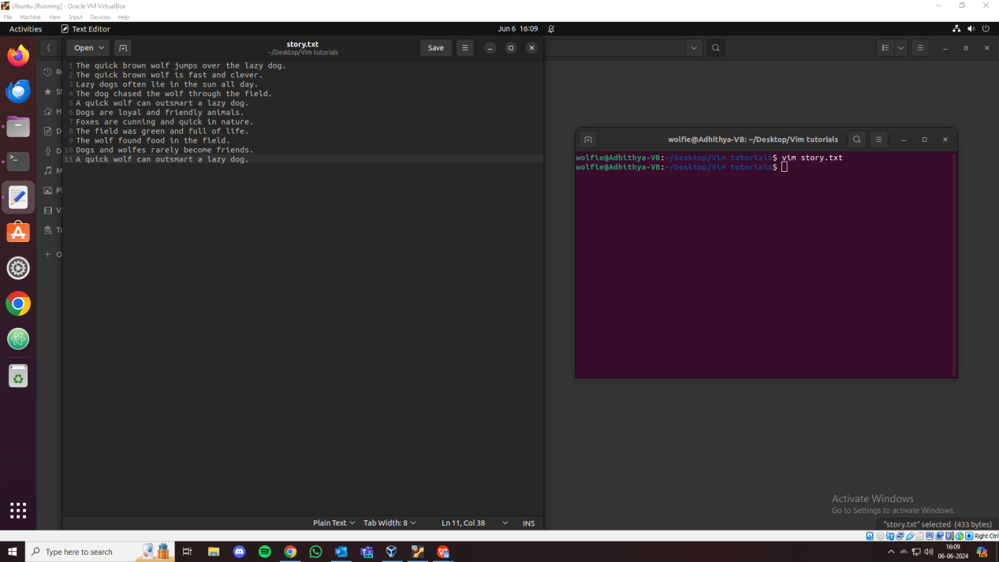 Ubuntu [Running] - Oracle VM VirtualBox
File Machine View Input Devices Help
Activities Text Editor Jun 6 16:09
Open story.txt Save
~/Desktop/Vim tutorials
1 The quick brown wolf jumps over the lazy dog.
2 The quick brown wolf is fast and clever.
3 Lazy dogs often lie in the sun all day.
4 The dog chased the wolf through the field.
5 A quick wolf can outsmart a lazy dog.
6 Dogs are loyal and friendly animals.
7 Foxes are cunning and quick in nature.
8 The field was green and full of life.
9 The wolf found food in the field.
10 Dogs and wolfes rarely become friends.
11 A quick wolf can outsmart a lazy dog.
Plain Text Tab Width: 8 Ln 11, Col 38 INS
wolfie@Adhithya-VB: ~/Desktop/Vim tutorials
wolfie@Adhithya-VB:~/Desktop/Vim tutorials$ vim story.txt
wolfie@Adhithya-VB:~/Desktop/Vim tutorials$
Activate Windows
Go to Settings to activate Windows.
"story.txt" selected (433 bytes)
Right Ctrl
Type here to search
16:09
06-06-2024